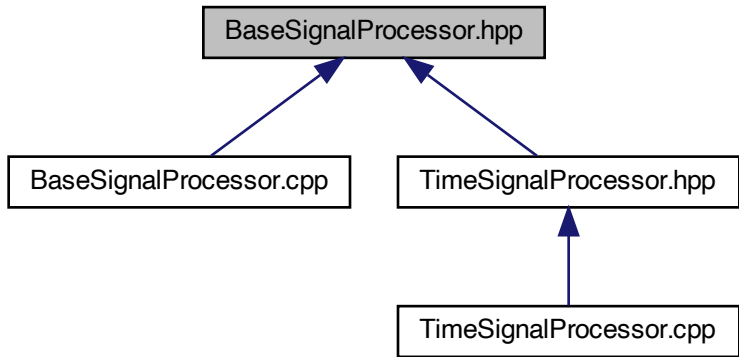 BaseSignalProcessor.hpp
BaseSignalProcessor.cpp
TimeSignalProcessor.hpp
TimeSignalProcessor.cpp